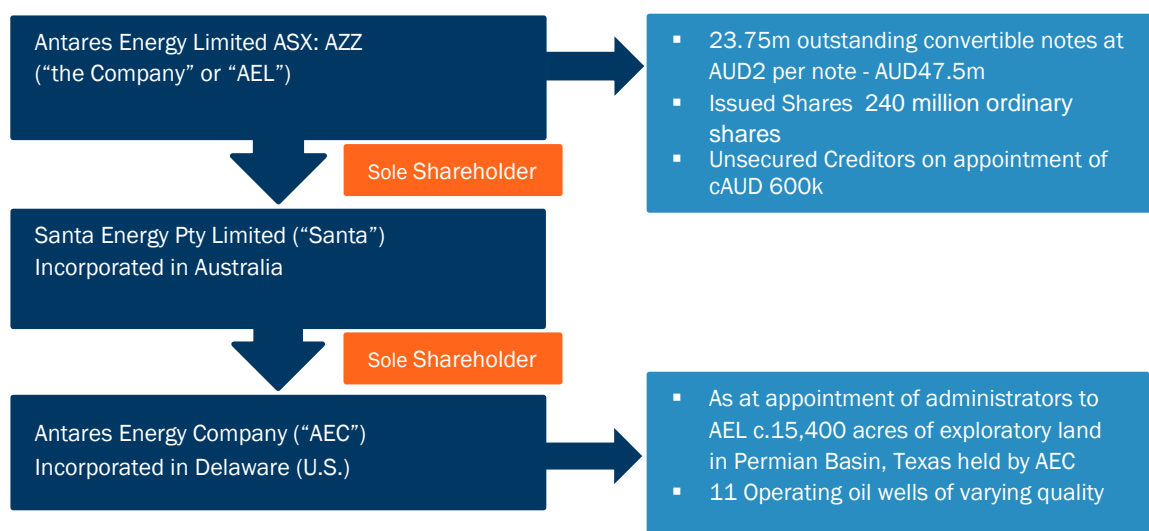 Antares Energy Limited ASX: AZZ
(“the Company” or “AEL”)
▪ 23.75m outstanding convertible notes at
AUD2 per note - AUD47.5m
▪ Issued Shares 240 million ordinary
shares
▪ Unsecured Creditors on appointment of
cAUD 600k
Sole Shareholder
Santa Energy Pty Limited (“Santa”)
Incorporated in Australia
Sole Shareholder
Antares Energy Company (“AEC”)
Incorporated in Delaware (U.S.)
▪ As at appointment of administrators to
AEL c.15,400 acres of exploratory land
in Permian Basin, Texas held by AEC
▪ 11 Operating oil wells of varying quality